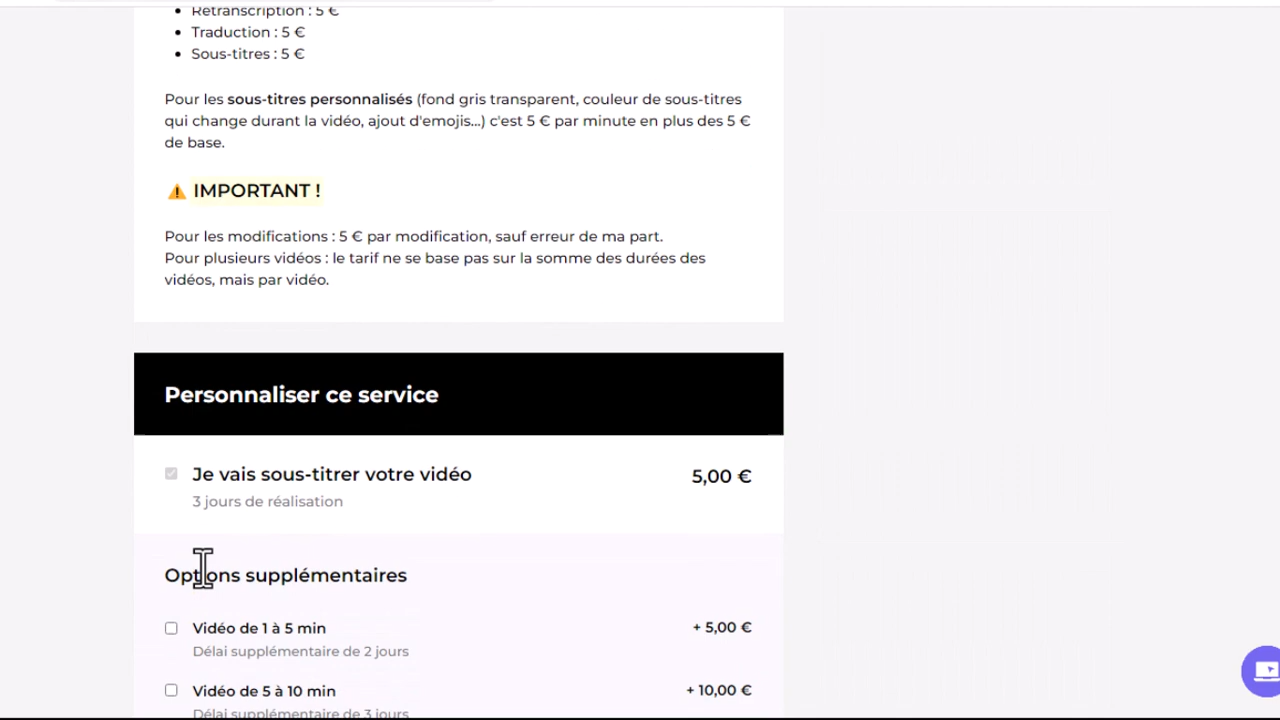 Retranscription : 5 €
Traduction : 5 €
Sous-titres : 5 €
Pour les sous-titres personnalisés (fond gris transparent, couleur de sous-titres
qui change durant la vidéo, ajout d'emojis...) c'est 5 € par minute en plus des 5 €
de base.
IMPORTANT !
Pour les modifications : 5 € par modification, sauf erreur de ma part.
Pour plusieurs vidéos : le tarif ne se base pas sur la somme des durées des
vidéos, mais par vidéo.
Personnaliser ce service
Je vais sous-titrer votre vidéo 5,00 €
3 jours de réalisation
Options supplémentaires
Vidéo de 1 à 5 min + 5,00 €
Délai supplémentaire de 2 jours
Vidéo de 5 à 10 min + 10,00 €
Délai supplémentaire de 3 jours